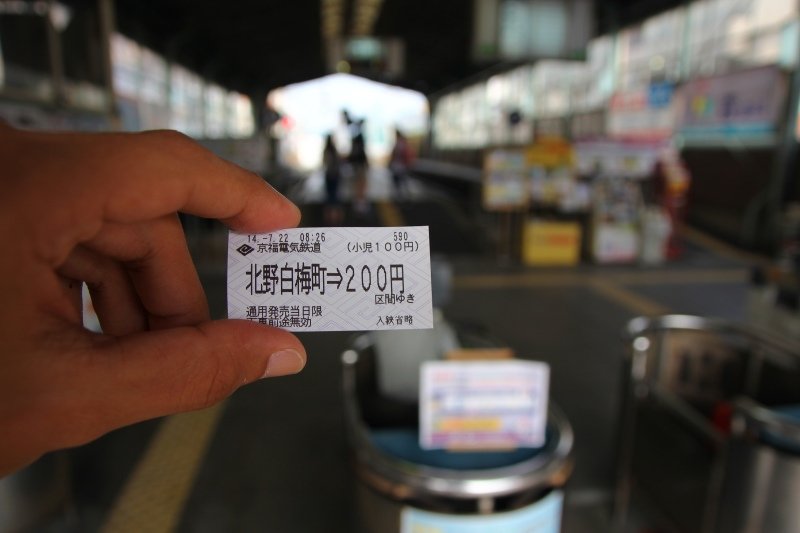 14.-7.22 08:26 590
京福電気鉄道 (小児100円)
北野白梅町⇒200円
区間ゆき
通用発売当日限
下車前途無効
入鋏省略